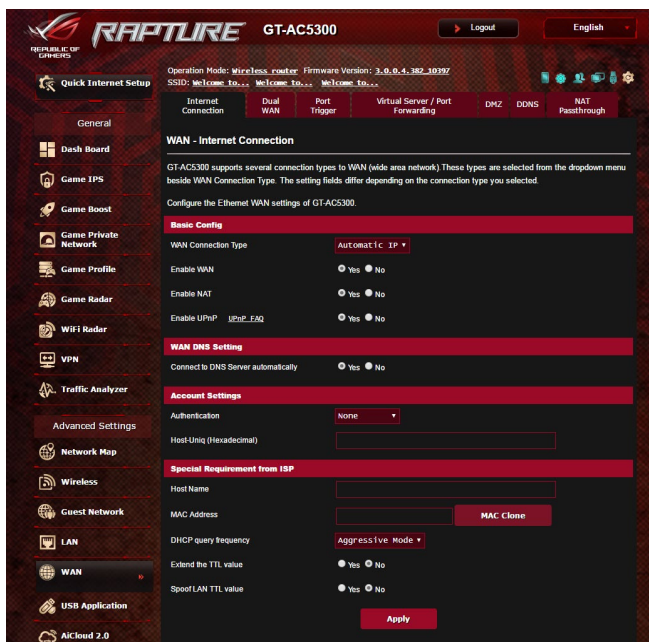 REPUBLIC OF
GAMERS
RAPTURE
GT-AC5300
Logout
English
Quick Internet Setup
Operation Mode: Wireless router Firmware Version: 3.0.0.4.382_10397
SSID: Welcome to... Welcome to... Welcome to...
Internet Connection
Dual WAN
Port Trigger
Virtual Server / Port Forwarding
DMZ
DDNS
NAT Passthrough
General
Dash Board
Game IPS
Game Boost
Game Private Network
Game Profile
Game Radar
WiFi Radar
VPN
Traffic Analyzer
Advanced Settings
Network Map
Wireless
Guest Network
LAN
WAN
USB Application
AiCloud 2.0
WAN - Internet Connection
GT-AC5300 supports several connection types to WAN (wide area network).These types are selected from the dropdown menu
beside WAN Connection Type. The setting fields differ depending on the connection type you selected.
Configure the Ethernet WAN settings of GT-AC5300.
Basic Config
WAN Connection Type Automatic IP
Enable WAN Yes No
Enable NAT Yes No
Enable UPnP UPnP FAQ Yes No
WAN DNS Setting
Connect to DNS Server automatically Yes No
Account Settings
Authentication None
Host-Uniq (Hexadecimal)
Special Requirement from ISP
Host Name
MAC Address MAC Clone
DHCP query frequency Aggressive Mode
Extend the TTL value Yes No
Spoof LAN TTL value Yes No
Apply